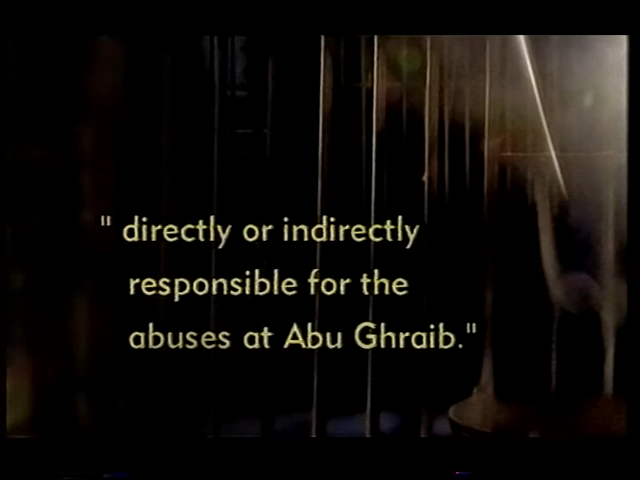 " directly or indirectly
responsible for the
abuses at Abu Ghraib."